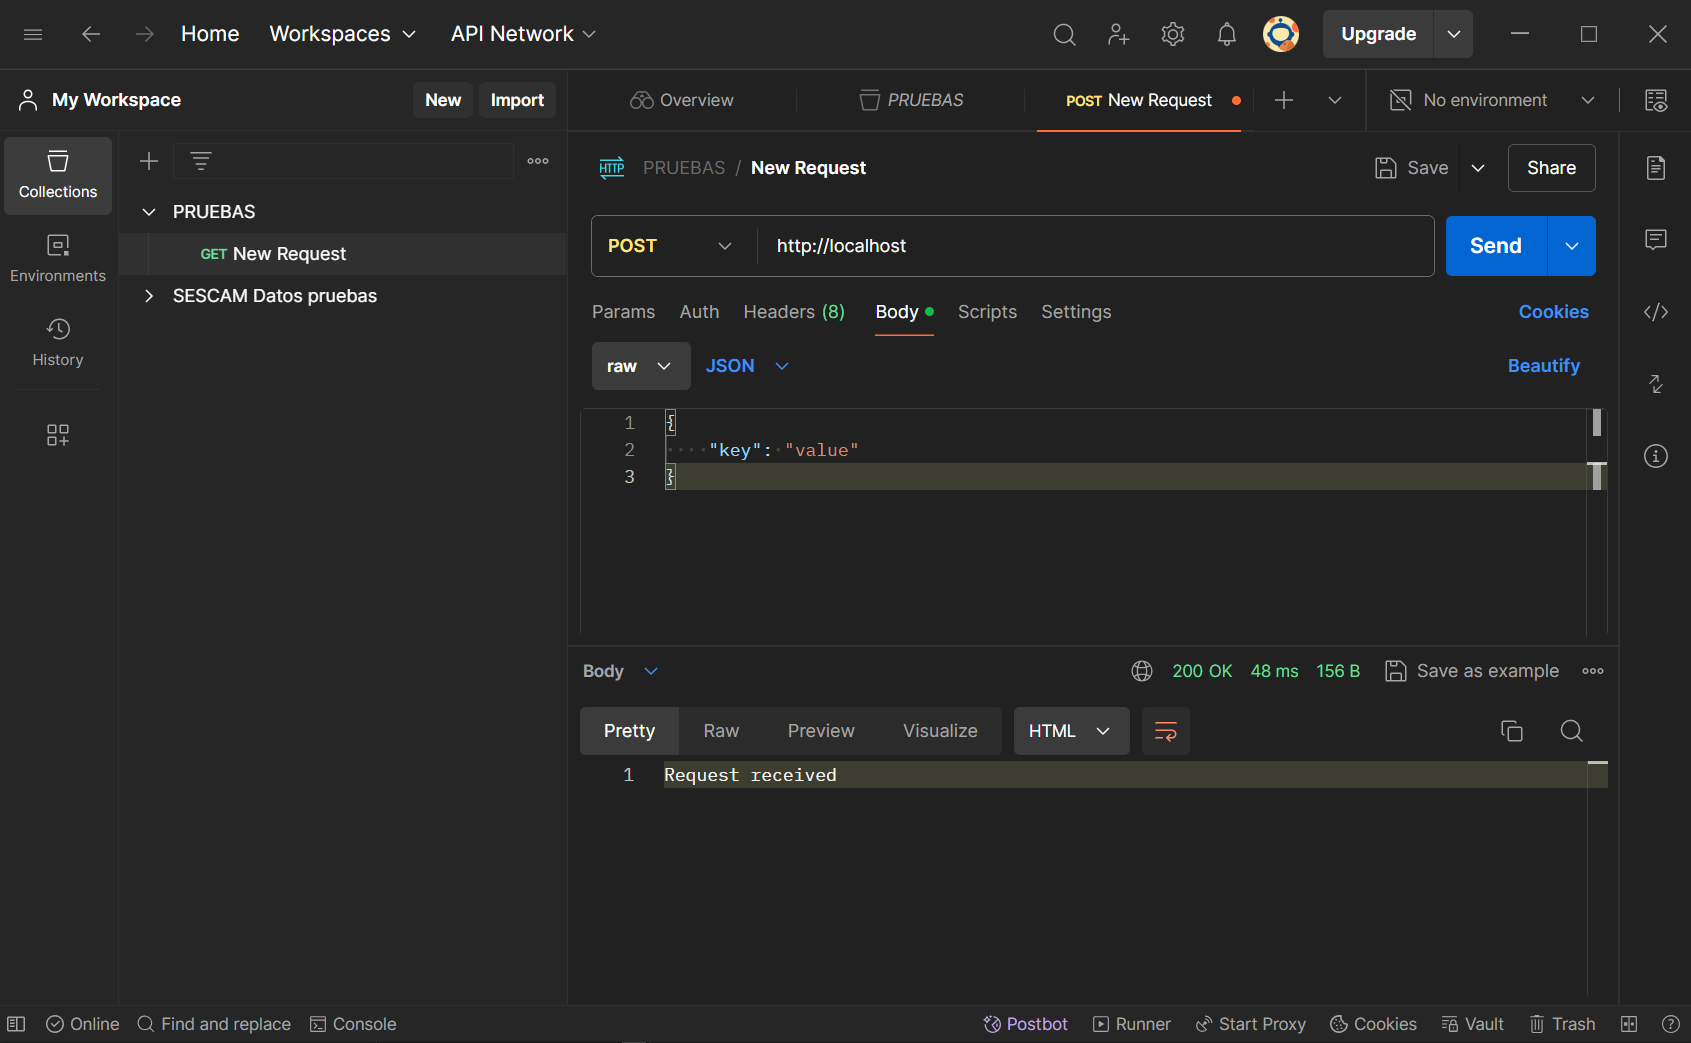 Home Workspaces API Network Upgrade
My Workspace New Import Overview PRUEBAS POST New Request No environment
Collections
Environments
History
PRUEBAS
GET New Request
SESCAM Datos pruebas
HTTP PRUEBAS / New Request Save Share
POST http://localhost Send
Params Auth Headers (8) Body Scripts Settings Cookies
raw JSON Beautify
1 {
2 "key": "value"
3 }
Body 200 OK 48 ms 156 B Save as example
Pretty Raw Preview Visualize HTML
1 Request received
Online Find and replace Console Postbot Runner Start Proxy Cookies Vault Trash